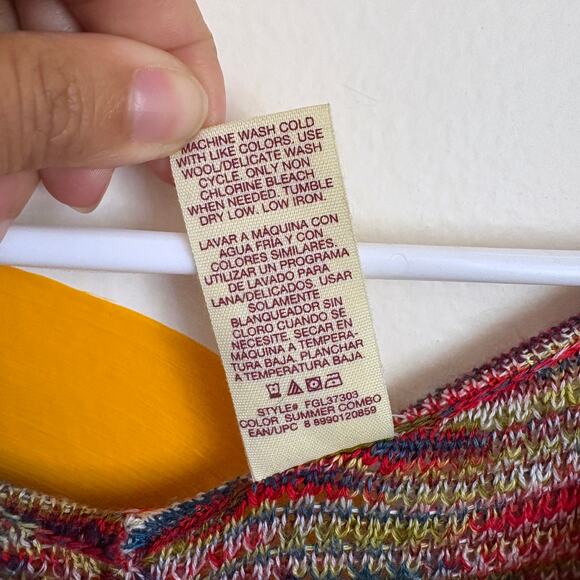 MACHINE WASH COLD
WITH LIKE COLORS. USE
WOOL/DELICATE WASH
CYCLE. ONLY NON
CHLORINE BLEACH
WHEN NEEDED. TUMBLE
DRY LOW. LOW IRON.
LAVAR A MÁQUINA CON
AGUA FRÍA Y CON
COLORES SIMILARES.
UTILIZAR UN PROGRAMA
DE LAVADO PARA
LANA/DELICADOS. USAR
SOLAMENTE
BLANQUEADOR SIN
CLORO CUANDO SE
NECESITE. SECAR EN
MÁQUINA A TEMPERA-
TURA BAJA. PLANCHAR
A TEMPERATURA BAJA
STYLE# FGL37303
COLOR SUMMER COMBO
EAN/UPC 8 8990120859